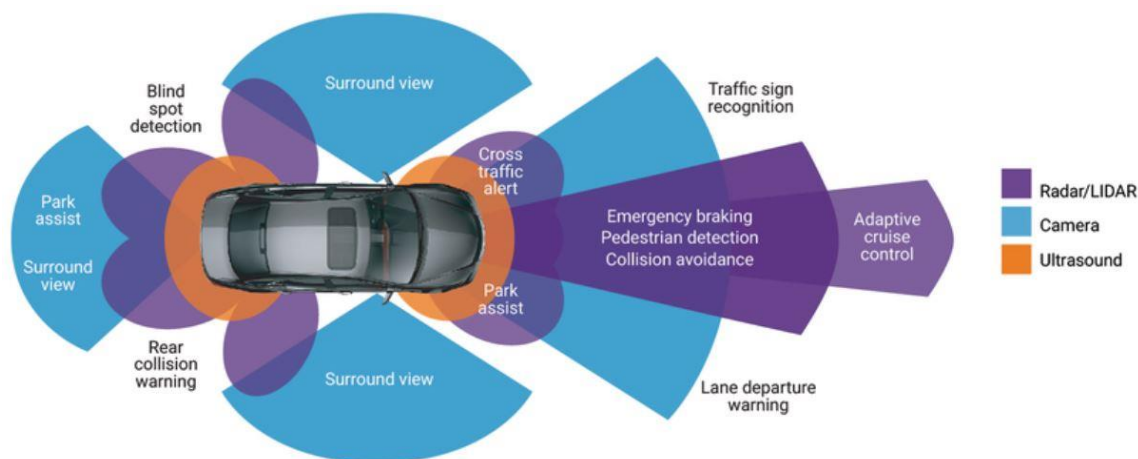 Surround view
Blind
spot
detection
Traffic sign
recognition
Cross
traffic
alert
Park
assist
Surround
view
Emergency braking
Pedestrian detection
Collision avoidance
Adaptive
cruise
control
Radar/LIDAR
Camera
Ultrasound
Park
assist
Rear
collision
warning
Surround view
Lane departure
warning